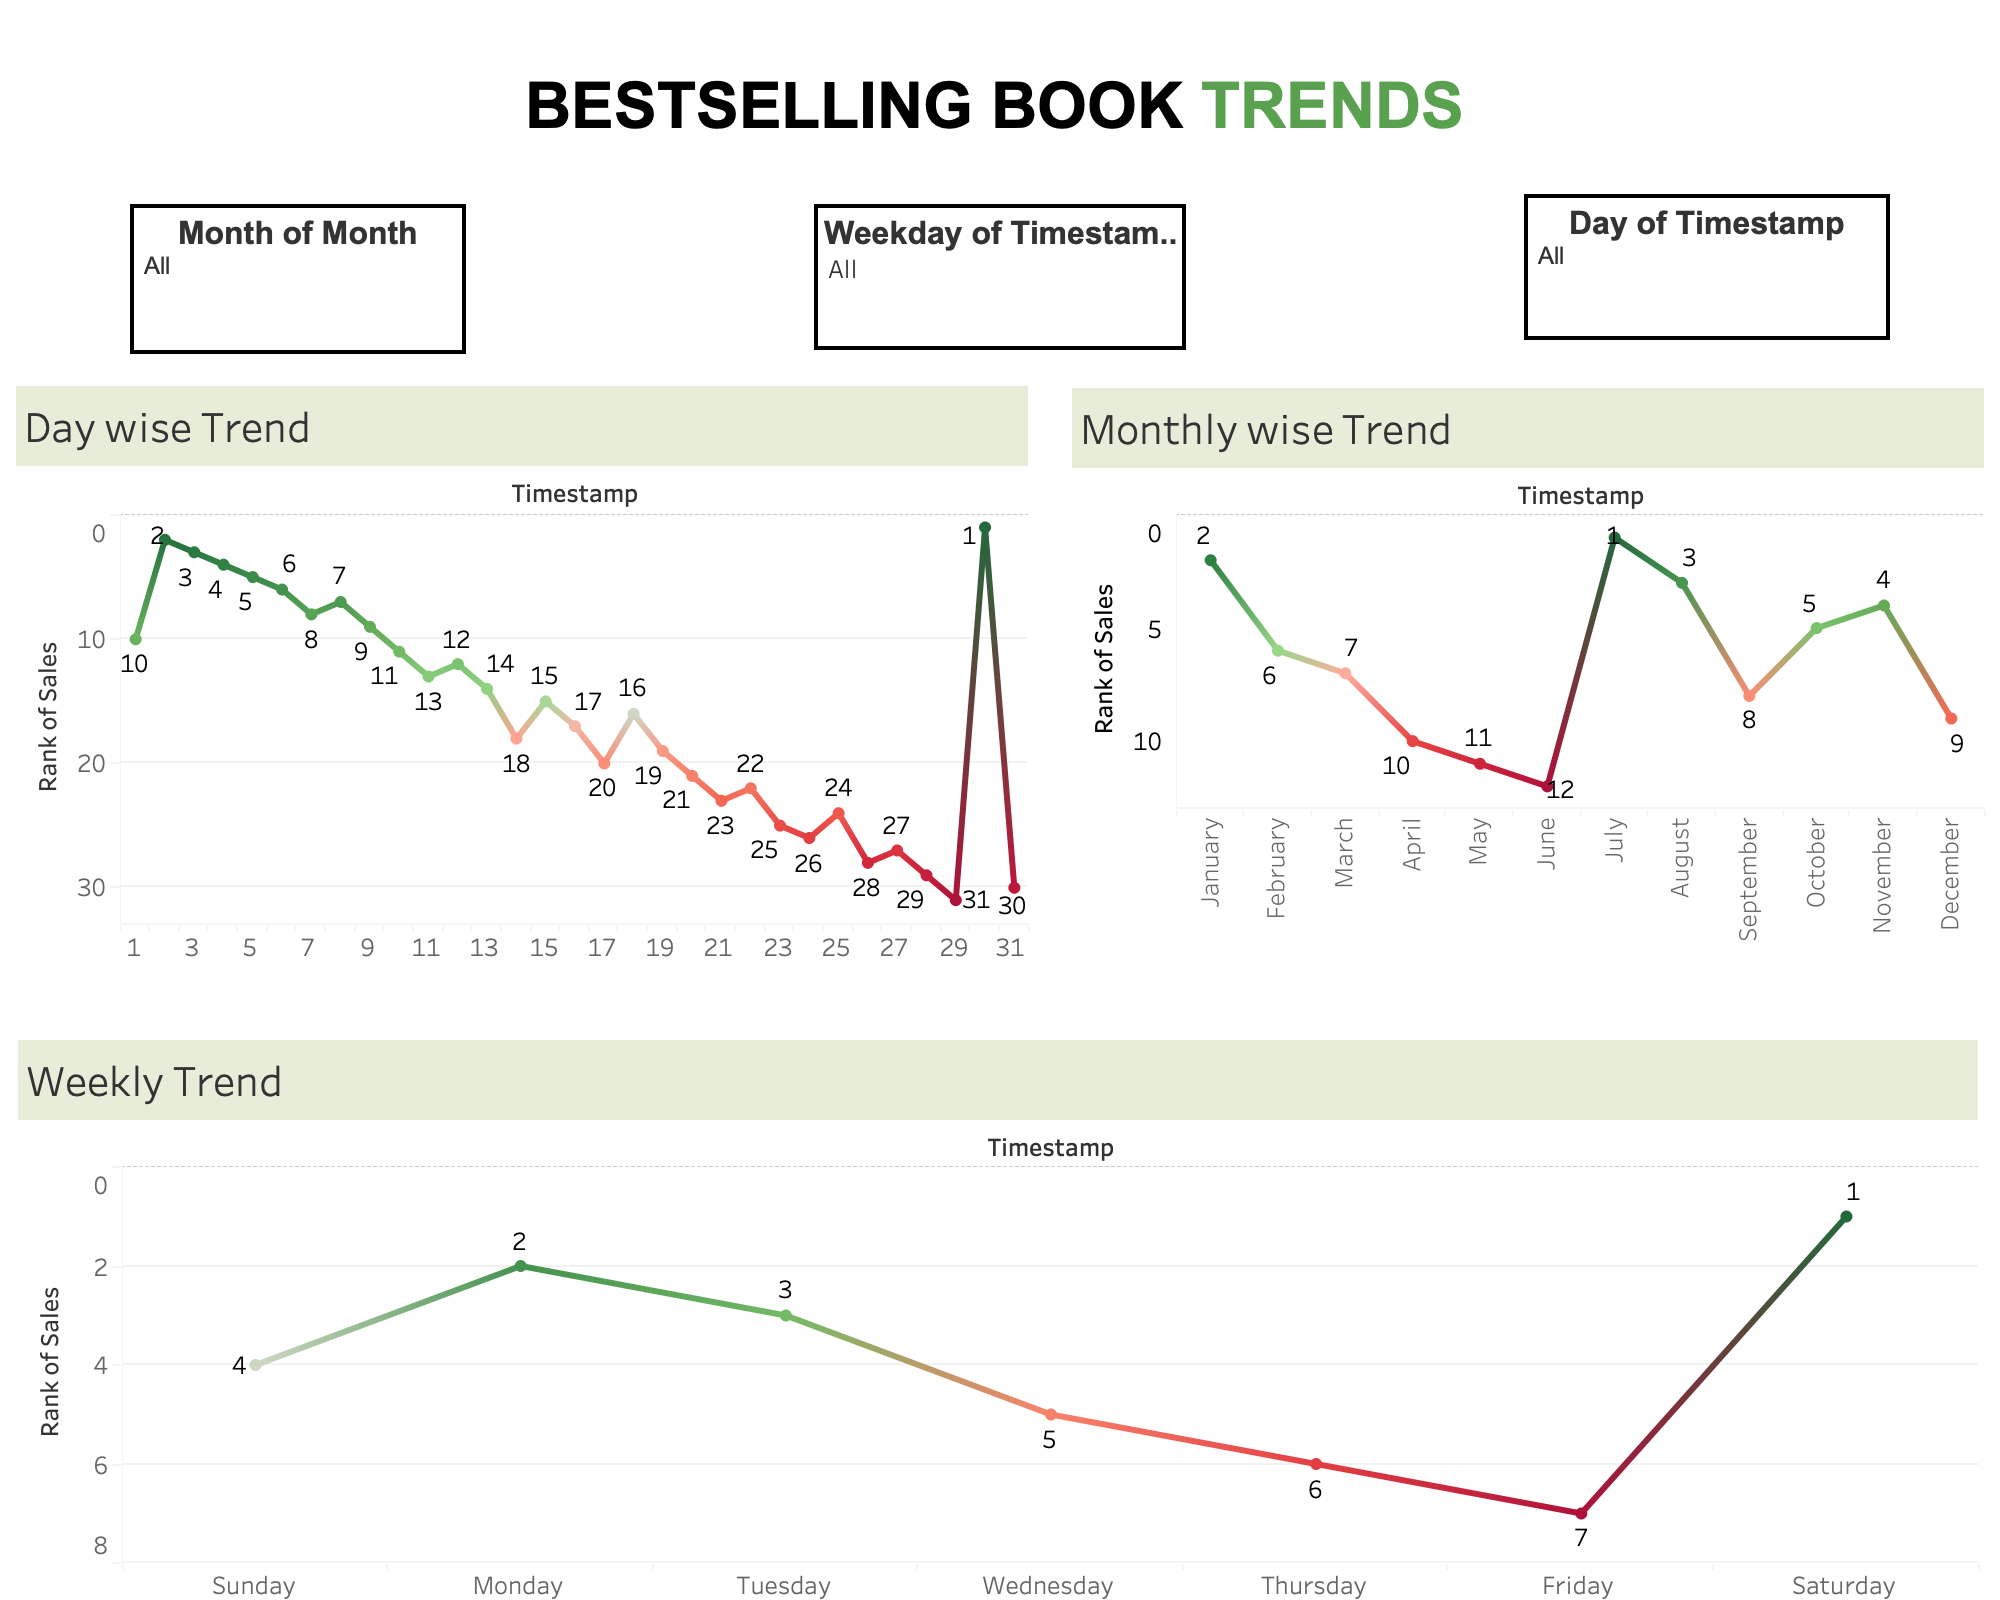 BESTSELLING BOOK TRENDS
Month of Month
All
Weekday of Timestam..
All
Day of Timestamp
All
Day wise Trend
Timestamp
Rank of Sales
0
10
20
30
10
2
3
4
5
6
8
7
9
11
13
12
14
18
15
17
20
16
19
21
23
22
25
26
24
28
27
29
31
1
30
1 3 5 7 9 11 13 15 17 19 21 23 25 27 29 31
Monthly wise Trend
Timestamp
Rank of Sales
0
5
10
2
6
7
10
11
12
1
3
8
5
4
9
January
February
March
April
May
June
July
August
September
October
November
December
Weekly Trend
Timestamp
Rank of Sales
0
2
4
6
8
4
2
3
5
6
7
1
Sunday Monday Tuesday Wednesday Thursday Friday Saturday